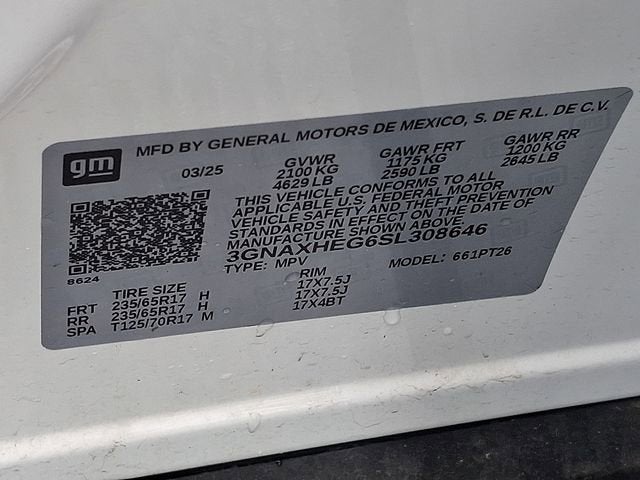 gm
MFD BY GENERAL MOTORS DE MEXICO, S. DE R.L. DE C.V.
03/25 GVWR GAWR FRT GAWR RR
2100 KG 1175 KG 1200 KG
4629 LB 2590 LB 2645 LB
THIS VEHICLE CONFORMS TO ALL
APPLICABLE U.S. FEDERAL MOTOR
VEHICLE SAFETY AND THEFT PREVENTION
STANDARDS IN EFFECT ON THE DATE OF
MANUFACTURE SHOWN ABOVE
3GNAXHEG6SL308646
TYPE: MPV MODEL: 661PT26
8624
TIRE SIZE RIM
FRT 235/65R17 H 17X7.5J
RR 235/65R17 H 17X7.5J
SPA T125/70R17 M 17X4BT